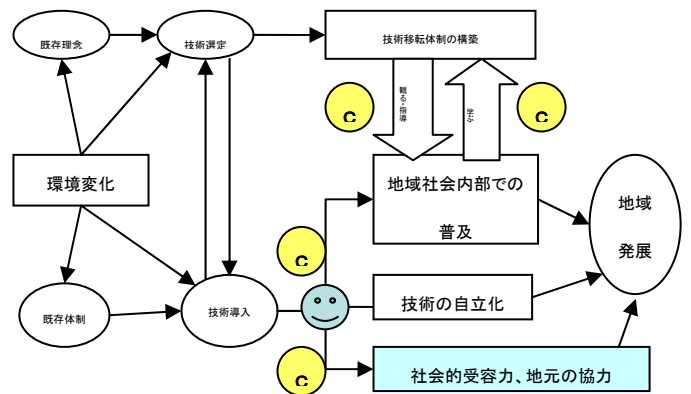 既存理念
技術選定
技術移転体制の構築
C
観る・指導
学ぶ
C
環境変化
地域社会内部での
普及
地域
発展
C
既存体制
技術導入
技術の自立化
C
社会的受容力、地元の協力